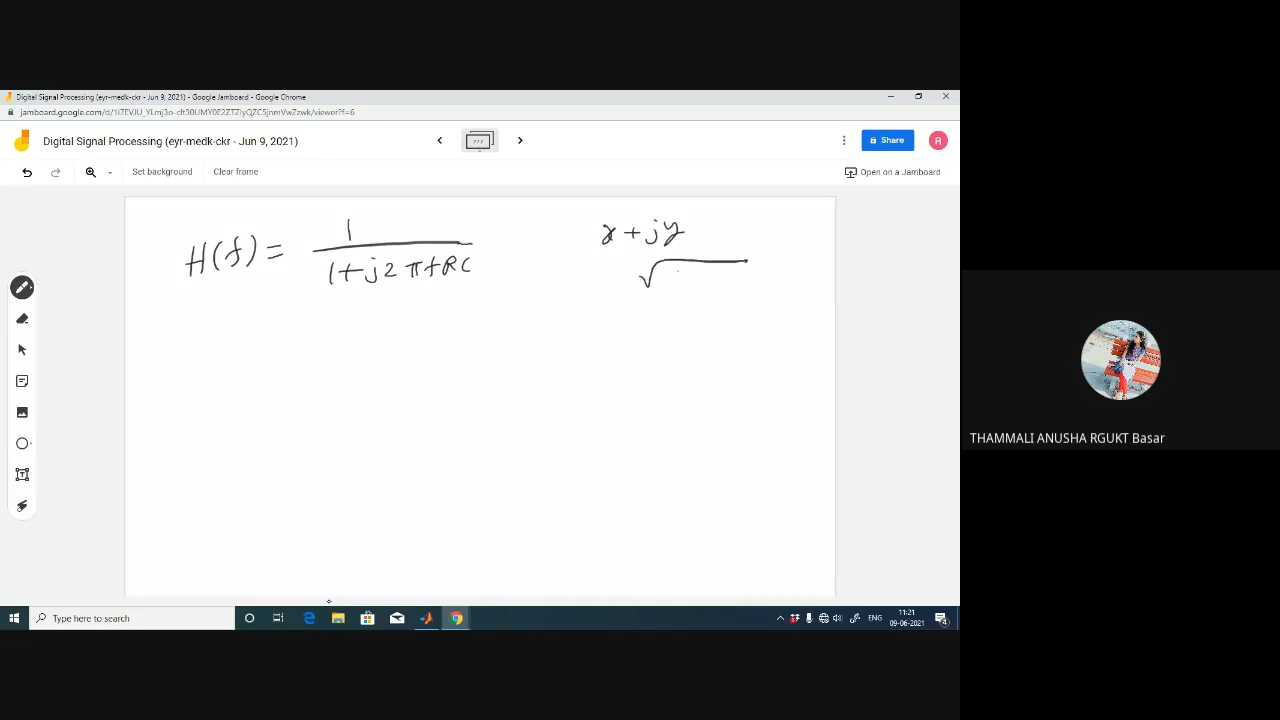 Digital Signal Processing (eyr-medk-ckr - Jun 9, 2021) - Google Jamboard - Google Chrome
Digital Signal Processing (eyr-medk-ckr - Jun 9, 2021)
Share
R
Set background
Clear frame
Open on a Jamboard
H(f) = 1 / (1+j2πfRC)
x+jy
√
THAMMALI ANUSHA RGUKT Basar
Type here to search
ENG
11:21
09-06-2021
4